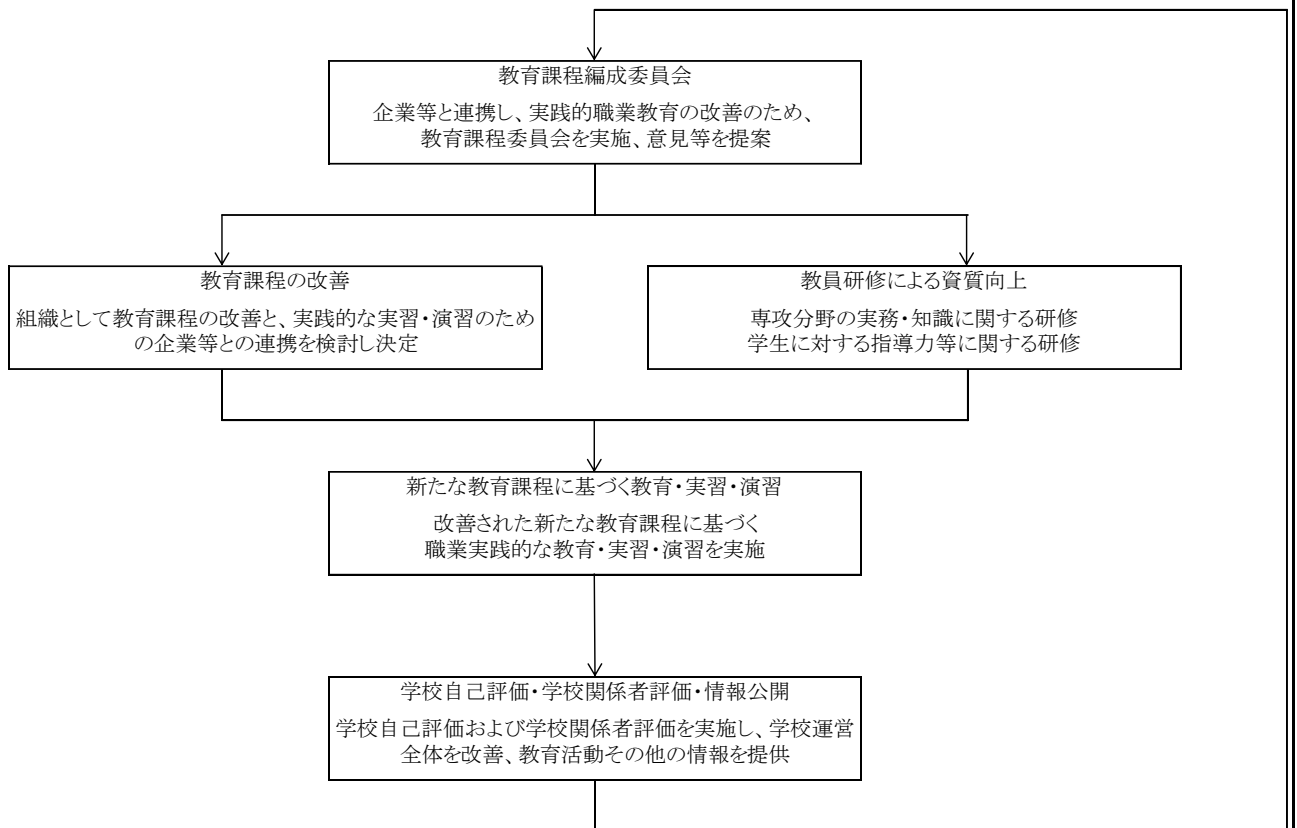 教育課程編成委員会
企業等と連携し、実践的職業教育の改善のため、
教育課程委員会を実施、意見等を提案
教育課程の改善
組織として教育課程の改善と、実践的な実習・演習のため
の企業等との連携を検討し決定
教員研修による資質向上
専攻分野の実務・知識に関する研修
学生に対する指導力等に関する研修
新たな教育課程に基づく教育・実習・演習
改善された新たな教育課程に基づく
職業実践的な教育・実習・演習を実施
学校自己評価・学校関係者評価・情報公開
学校自己評価および学校関係者評価を実施し、学校運営
全体を改善、教育活動その他の情報を提供